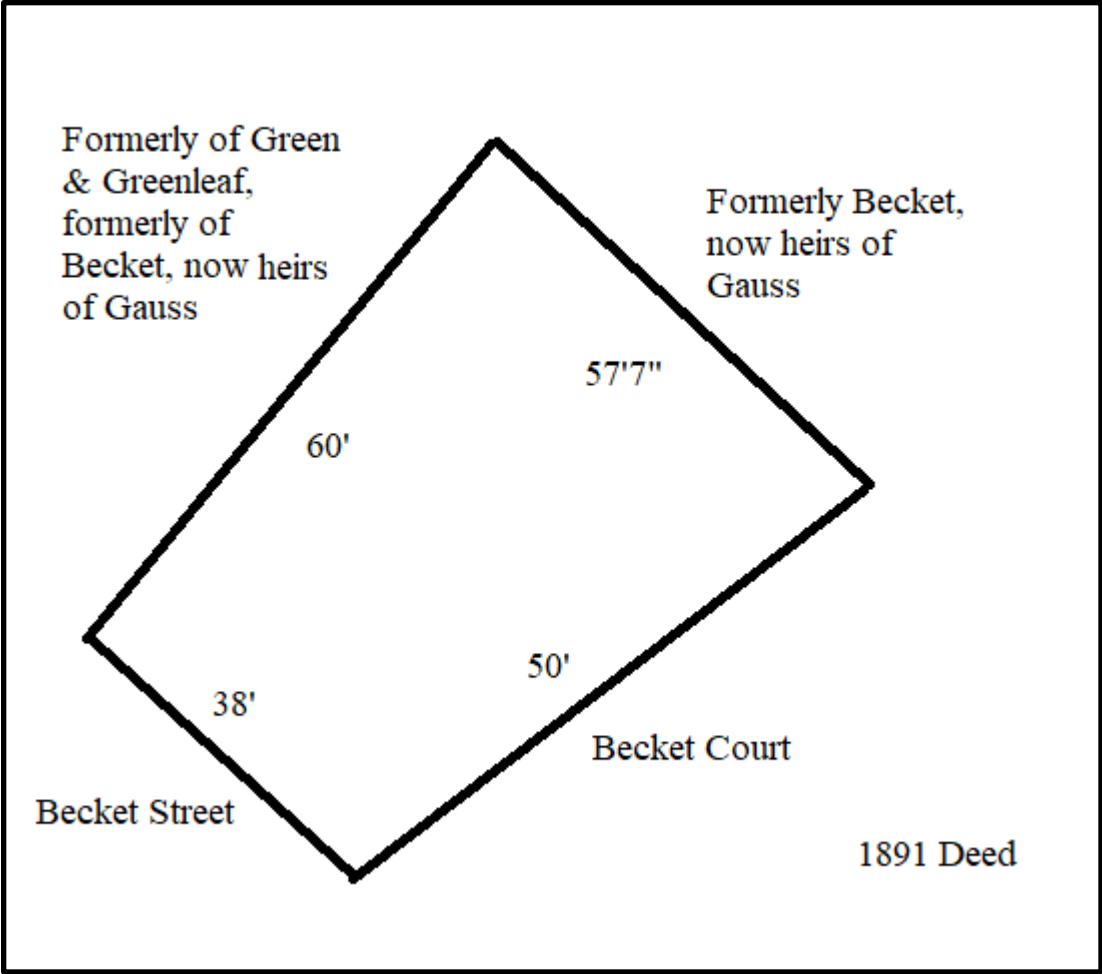 Formerly of Green
& Greenleaf,
formerly of
Becket, now heirs
of Gauss
Formerly Becket,
now heirs of
Gauss
57'7"
60'
50'
38'
Becket Court
Becket Street
1891 Deed